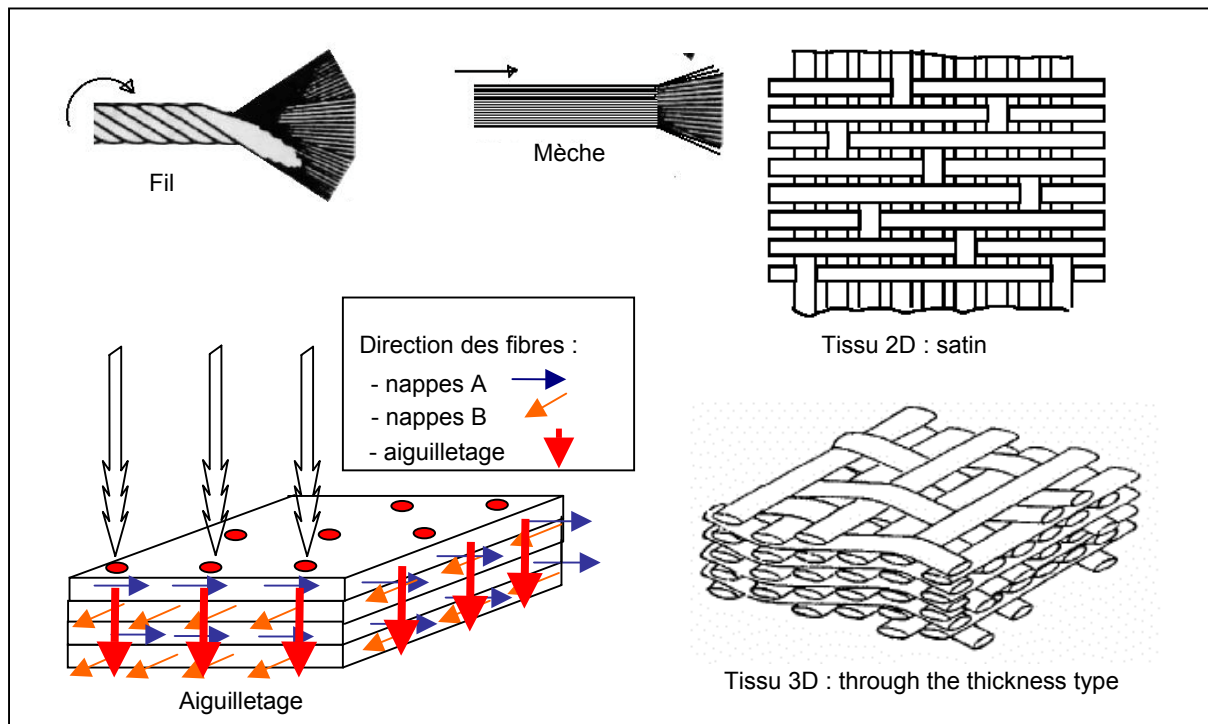 Fil
Mèche
Tissu 2D : satin
Direction des fibres :
- nappes A
- nappes B
- aiguilletage
Aiguilletage
Tissu 3D : through the thickness type